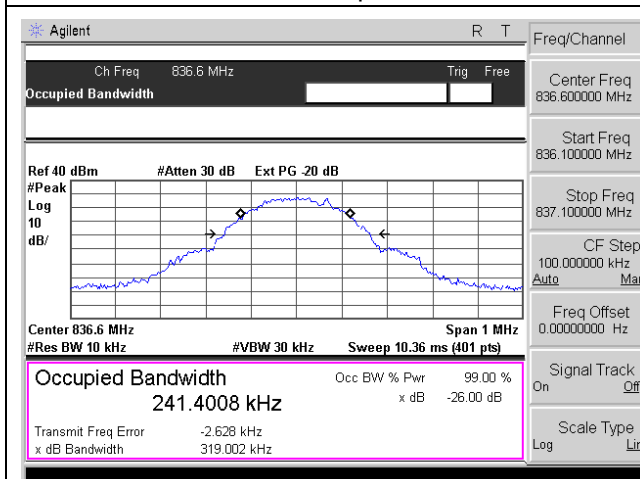 Agilent R T
Ch Freq 836.6 MHz Trig Free
Occupied Bandwidth
Ref 40 dBm #Atten 30 dB Ext PG -20 dB
#Peak
Log
10
dB/
Center 836.6 MHz Span 1 MHz
#Res BW 10 kHz #VBW 30 kHz Sweep 10.36 ms (401 pts)
Occupied Bandwidth Occ BW % Pwr 99.00 %
241.4008 kHz x dB -26.00 dB
Transmit Freq Error -2.628 kHz
x dB Bandwidth 319.002 kHz
Freq/Channel
Center Freq
836.600000 MHz
Start Freq
836.100000 MHz
Stop Freq
837.100000 MHz
CF Step
100.000000 kHz
Auto Ma
Freq Offset
0.00000000 Hz
Signal Track
On Off
Scale Type
Log Lin